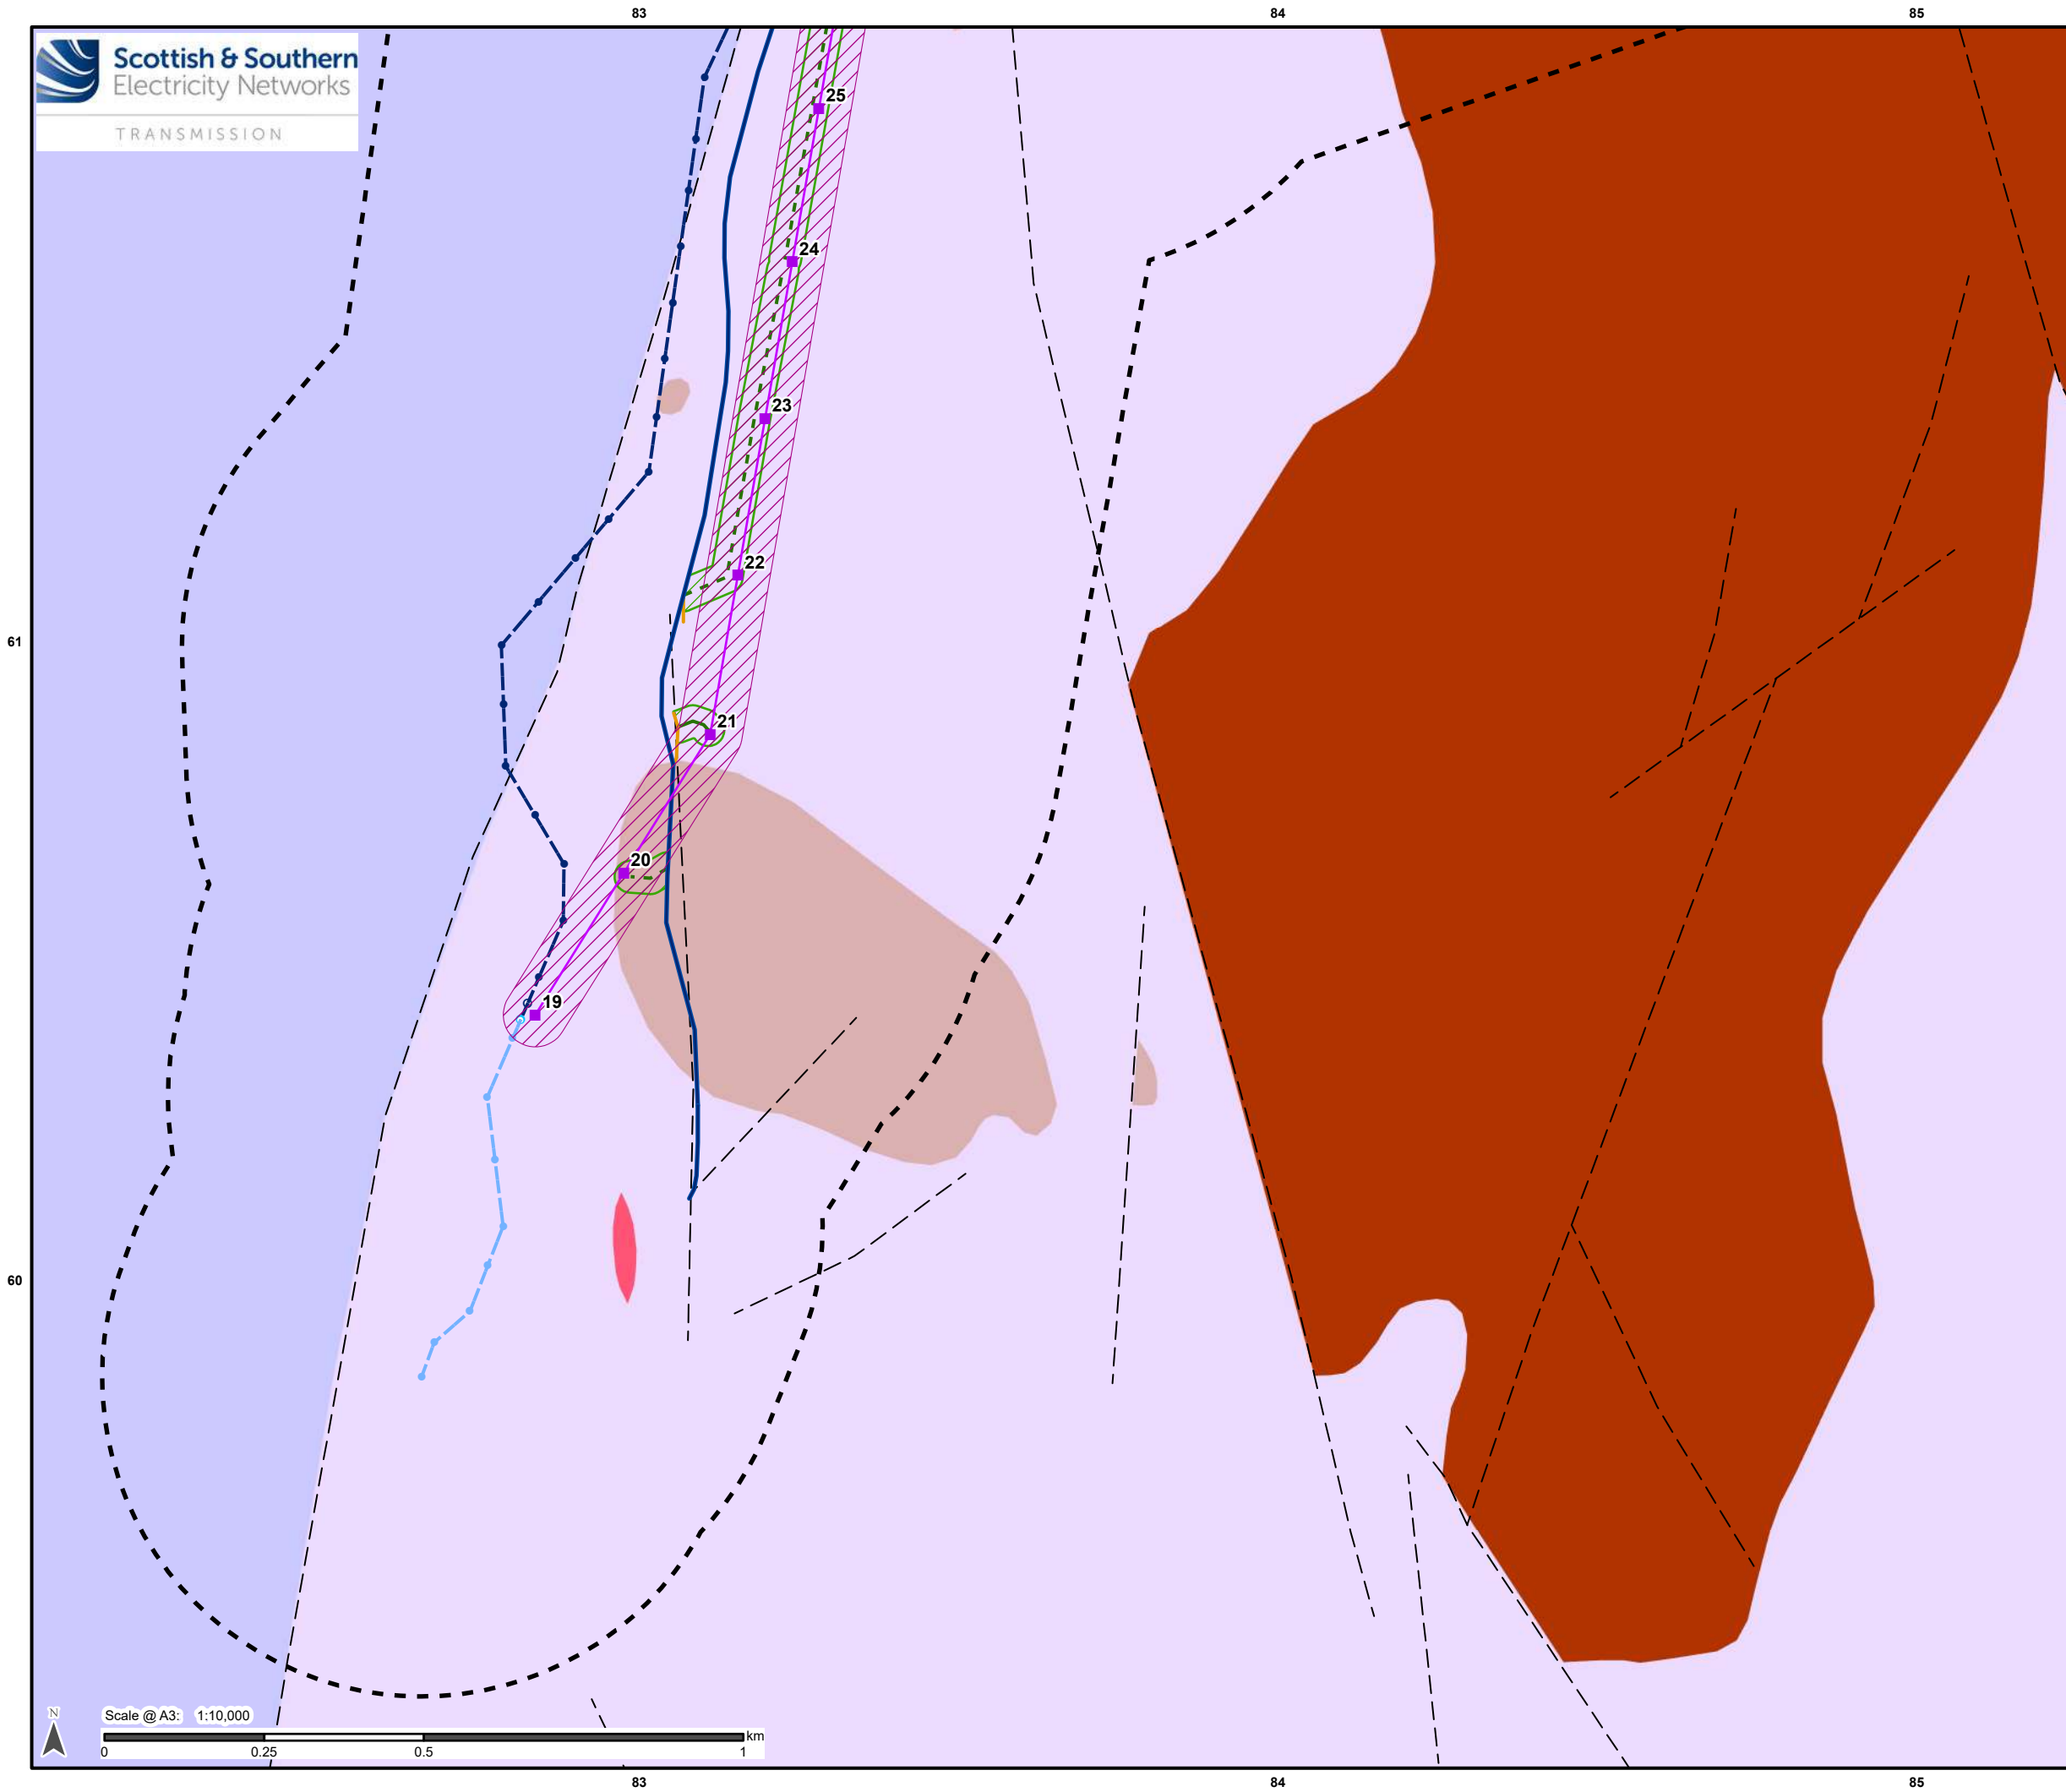 83 84 85
Scottish & Southern
Electricity Networks
TRANSMISSION
25
24
23
22
61
21
20
19
60
N
Scale @ A3: 1:10,000
km
0 0.25 0.5 1
83 84 85